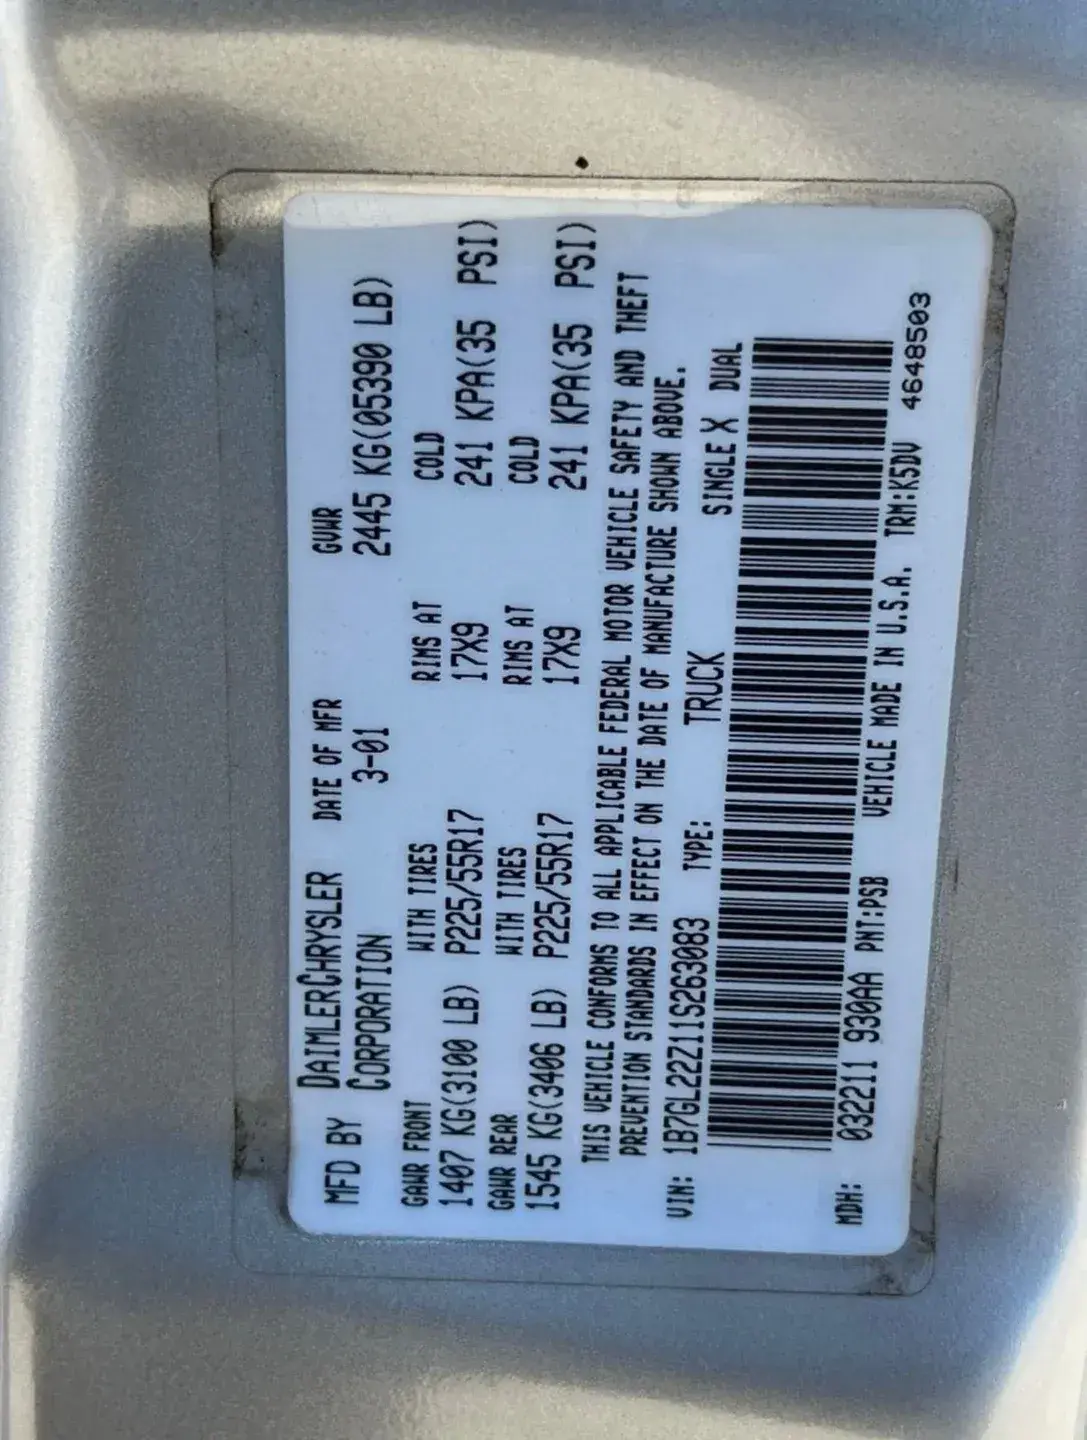 MFD BY DAIMLERCHRYSLER CORPORATION DATE OF MFR 3-01 GVWR 2445 KG(05390 LB)
GAWR FRONT WITH TIRES RIMS AT COLD
1407 KG(3100 LB) P225/55R17 17X9 241 KPA(35 PSI)
GAWR REAR WITH TIRES RIMS AT COLD
1545 KG(3406 LB) P225/55R17 17X9 241 KPA(35 PSI)
THIS VEHICLE CONFORMS TO ALL APPLICABLE FEDERAL MOTOR VEHICLE SAFETY AND THEFT
PREVENTION STANDARDS IN EFFECT ON THE DATE OF MANUFACTURE SHOWN ABOVE.
VIN: 1B7GL22Z11S263083 TYPE: TRUCK SINGLE X DUAL
MDH: 032211 930AA PNT:PSB VEHICLE MADE IN U.S.A. TRM:K5DV 4648503